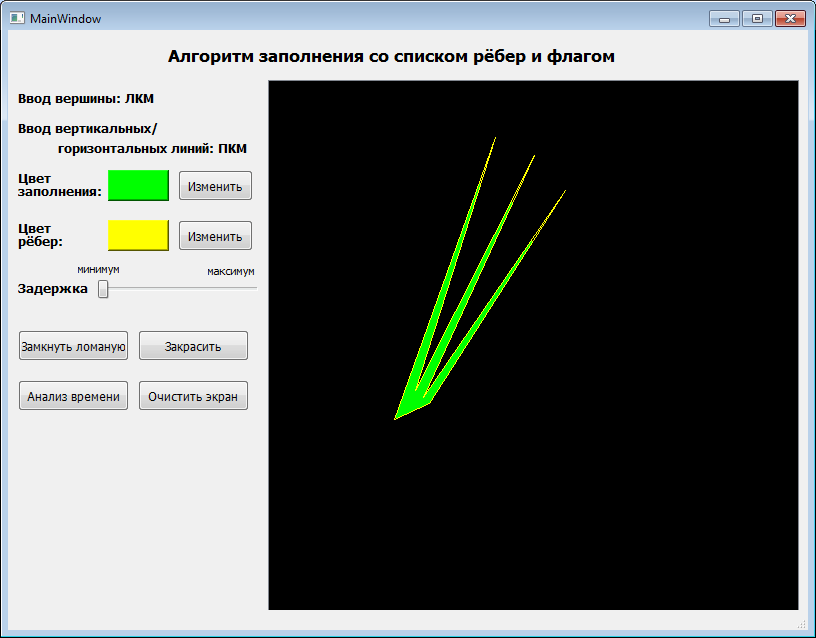 MainWindow
Алгоритм заполнения со списком рёбер и флагом
Ввод вершины: ЛКМ
Ввод вертикальных/
горизонтальных линий: ПКМ
Цвет
заполнения:
Изменить
Цвет
рёбер:
Изменить
минимум
максимум
Задержка
Замкнуть ломаную
Закрасить
Анализ времени
Очистить экран